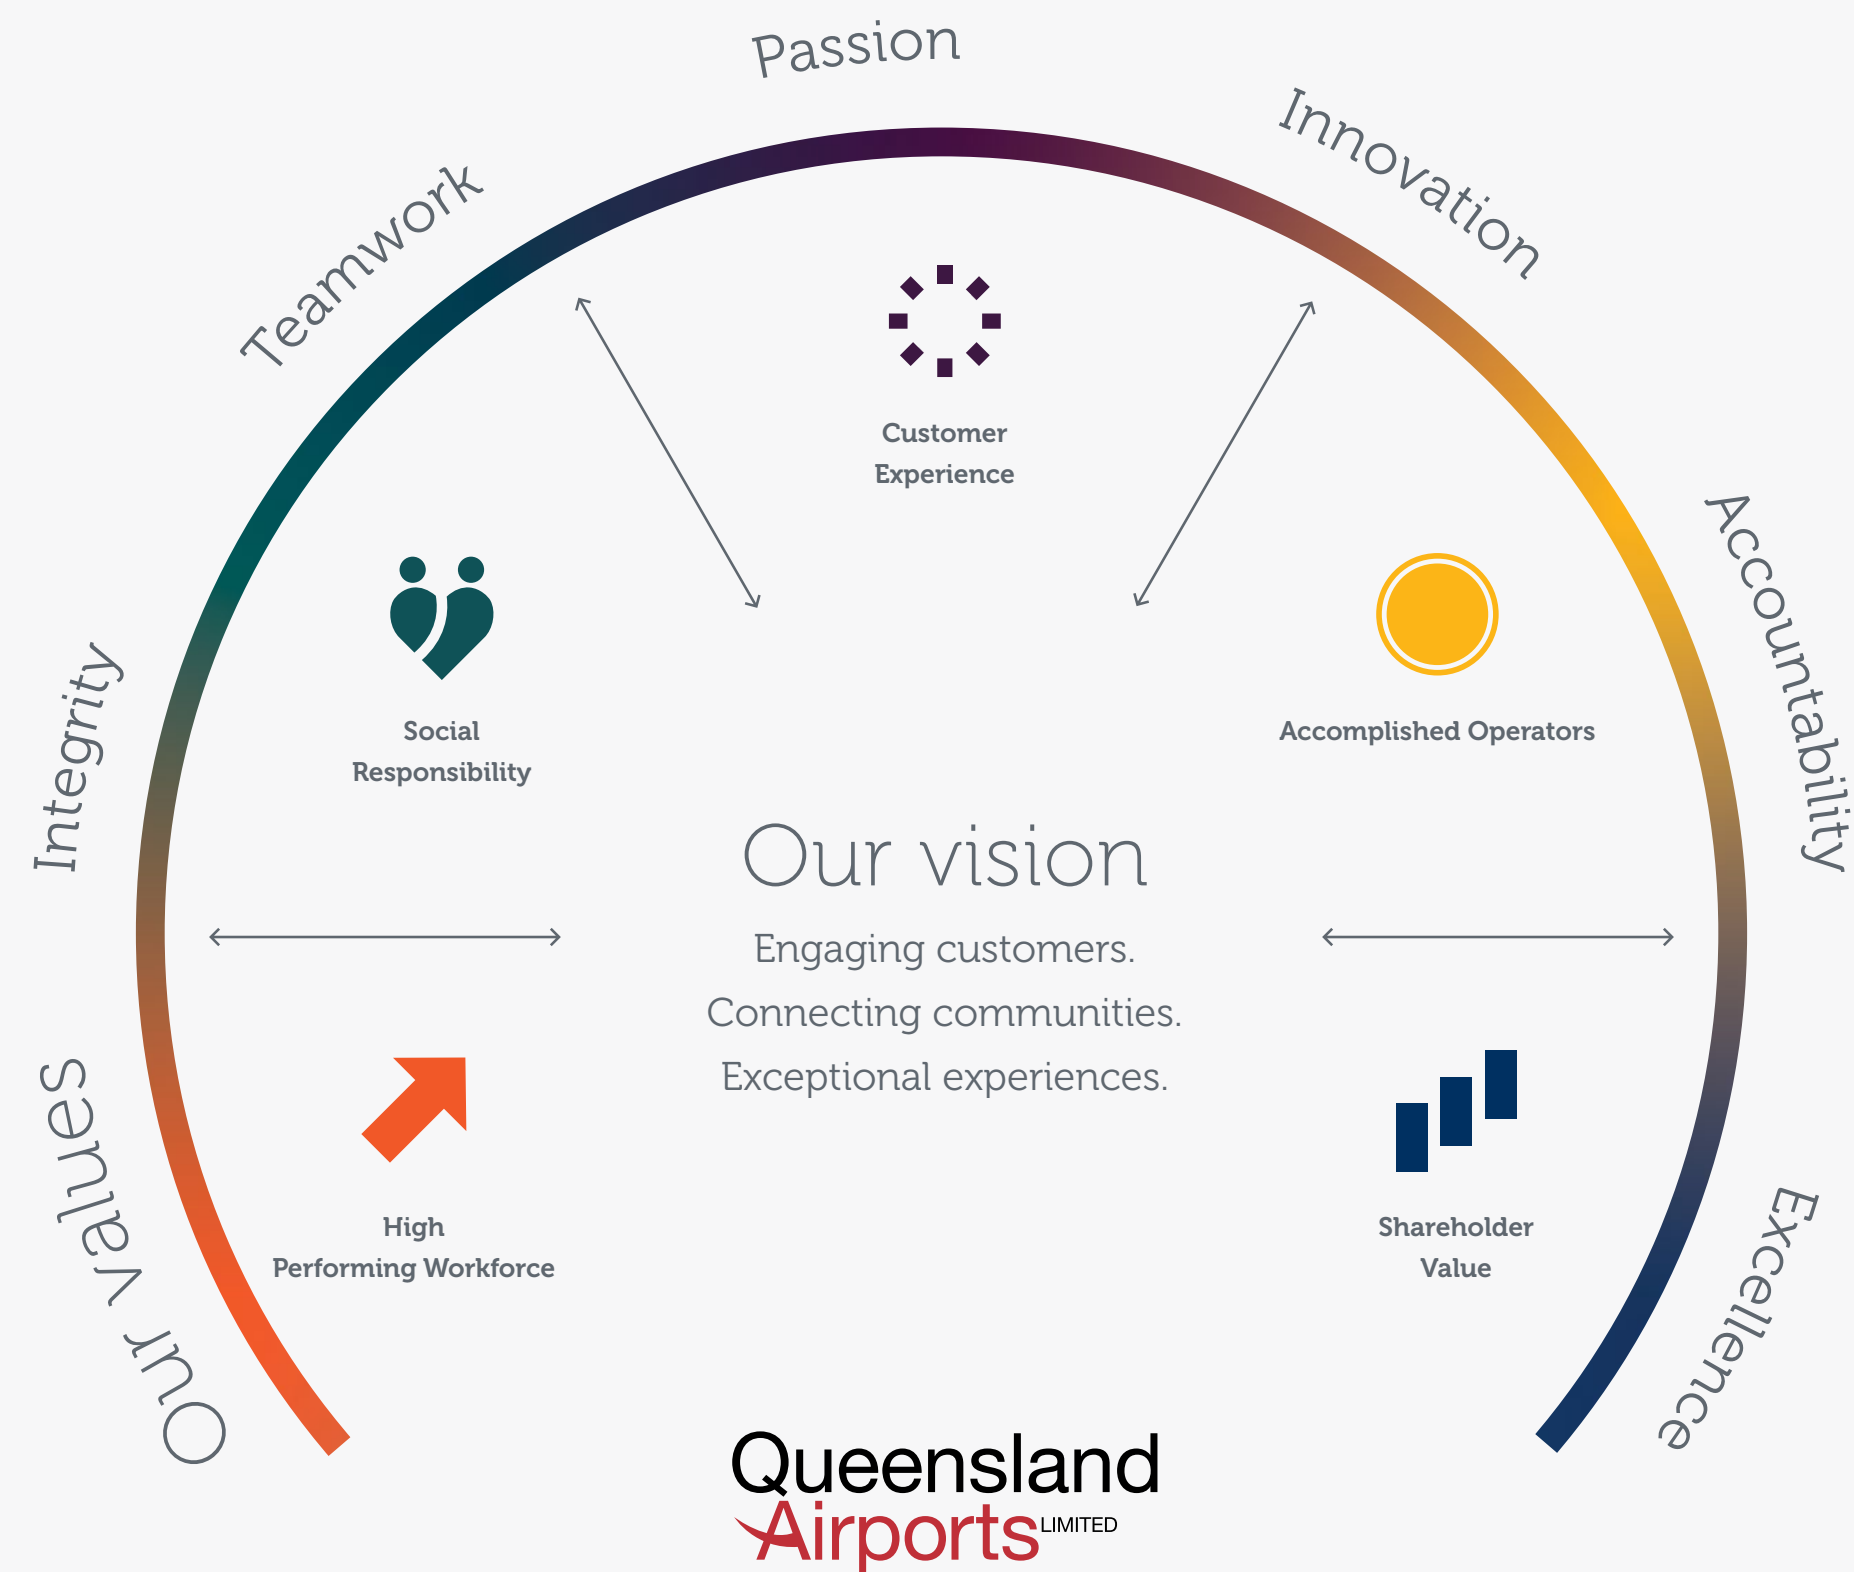 Our values
Integrity
Teamwork
Passion
Innovation
Accountability
Excellence
Customer
Experience
Social
Responsibility
Accomplished Operators
Our vision
Engaging customers.
Connecting communities.
Exceptional experiences.
High
Performing Workforce
Shareholder
Value
Queensland
Airports LIMITED